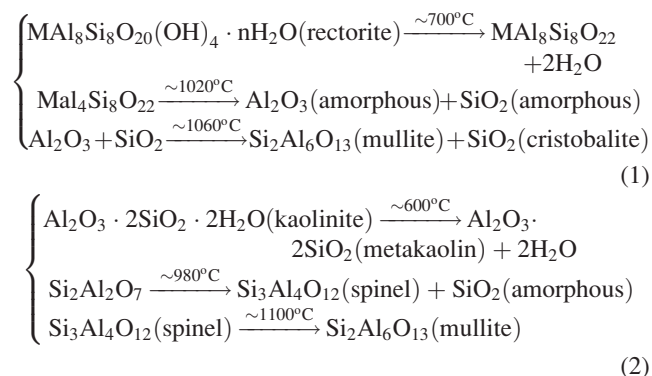 MAl₈Si₈O₂₀(OH)₄ · nH₂O(rectorite) —~700°C→ MAl₈Si₈O₂₂
+2H₂O
Mal₄Si₈O₂₂ —~1020°C→ Al₂O₃(amorphous)+SiO₂(amorphous)
Al₂O₃+SiO₂ —~1060°C→ Si₂Al₆O₁₃(mullite)+SiO₂(cristobalite)
(1)
Al₂O₃ · 2SiO₂ · 2H₂O(kaolinite) —~600°C→ Al₂O₃·
2SiO₂(metakaolin) + 2H₂O
Si₂Al₂O₇ —~980°C→ Si₃Al₄O₁₂(spinel) + SiO₂(amorphous)
Si₃Al₄O₁₂(spinel) —~1100°C→ Si₂Al₆O₁₃(mullite)
(2)